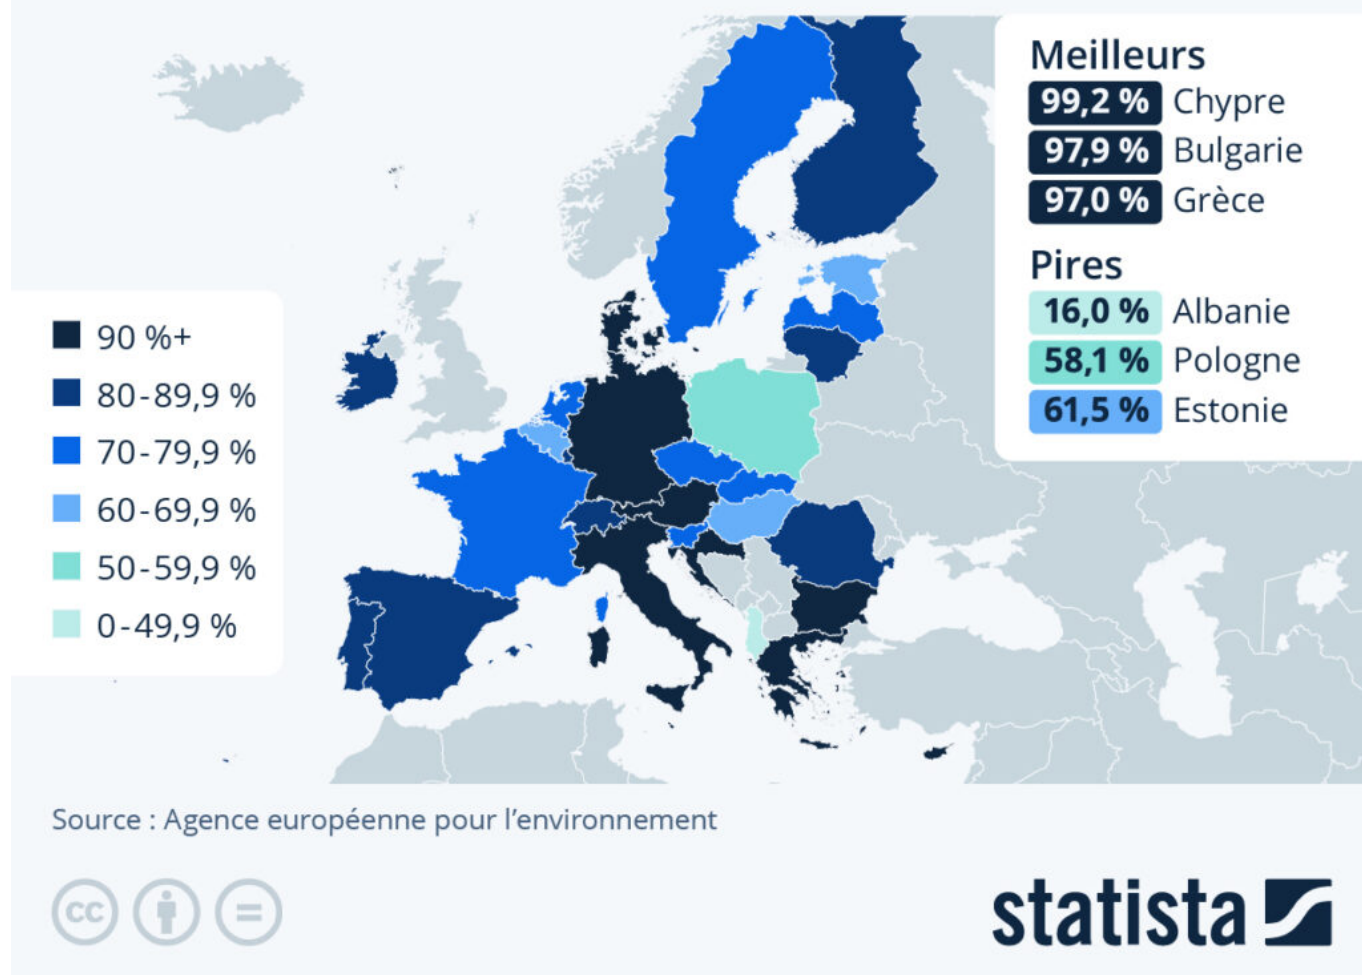 Meilleurs
99,2 % Chypre
97,9 % Bulgarie
97,0 % Grèce
Pires
16,0 % Albanie
58,1 % Pologne
61,5 % Estonie
90 %+
80-89,9 %
70-79,9 %
60-69,9 %
50-59,9 %
0-49,9 %
Source : Agence européenne pour l'environnement
cc
statista